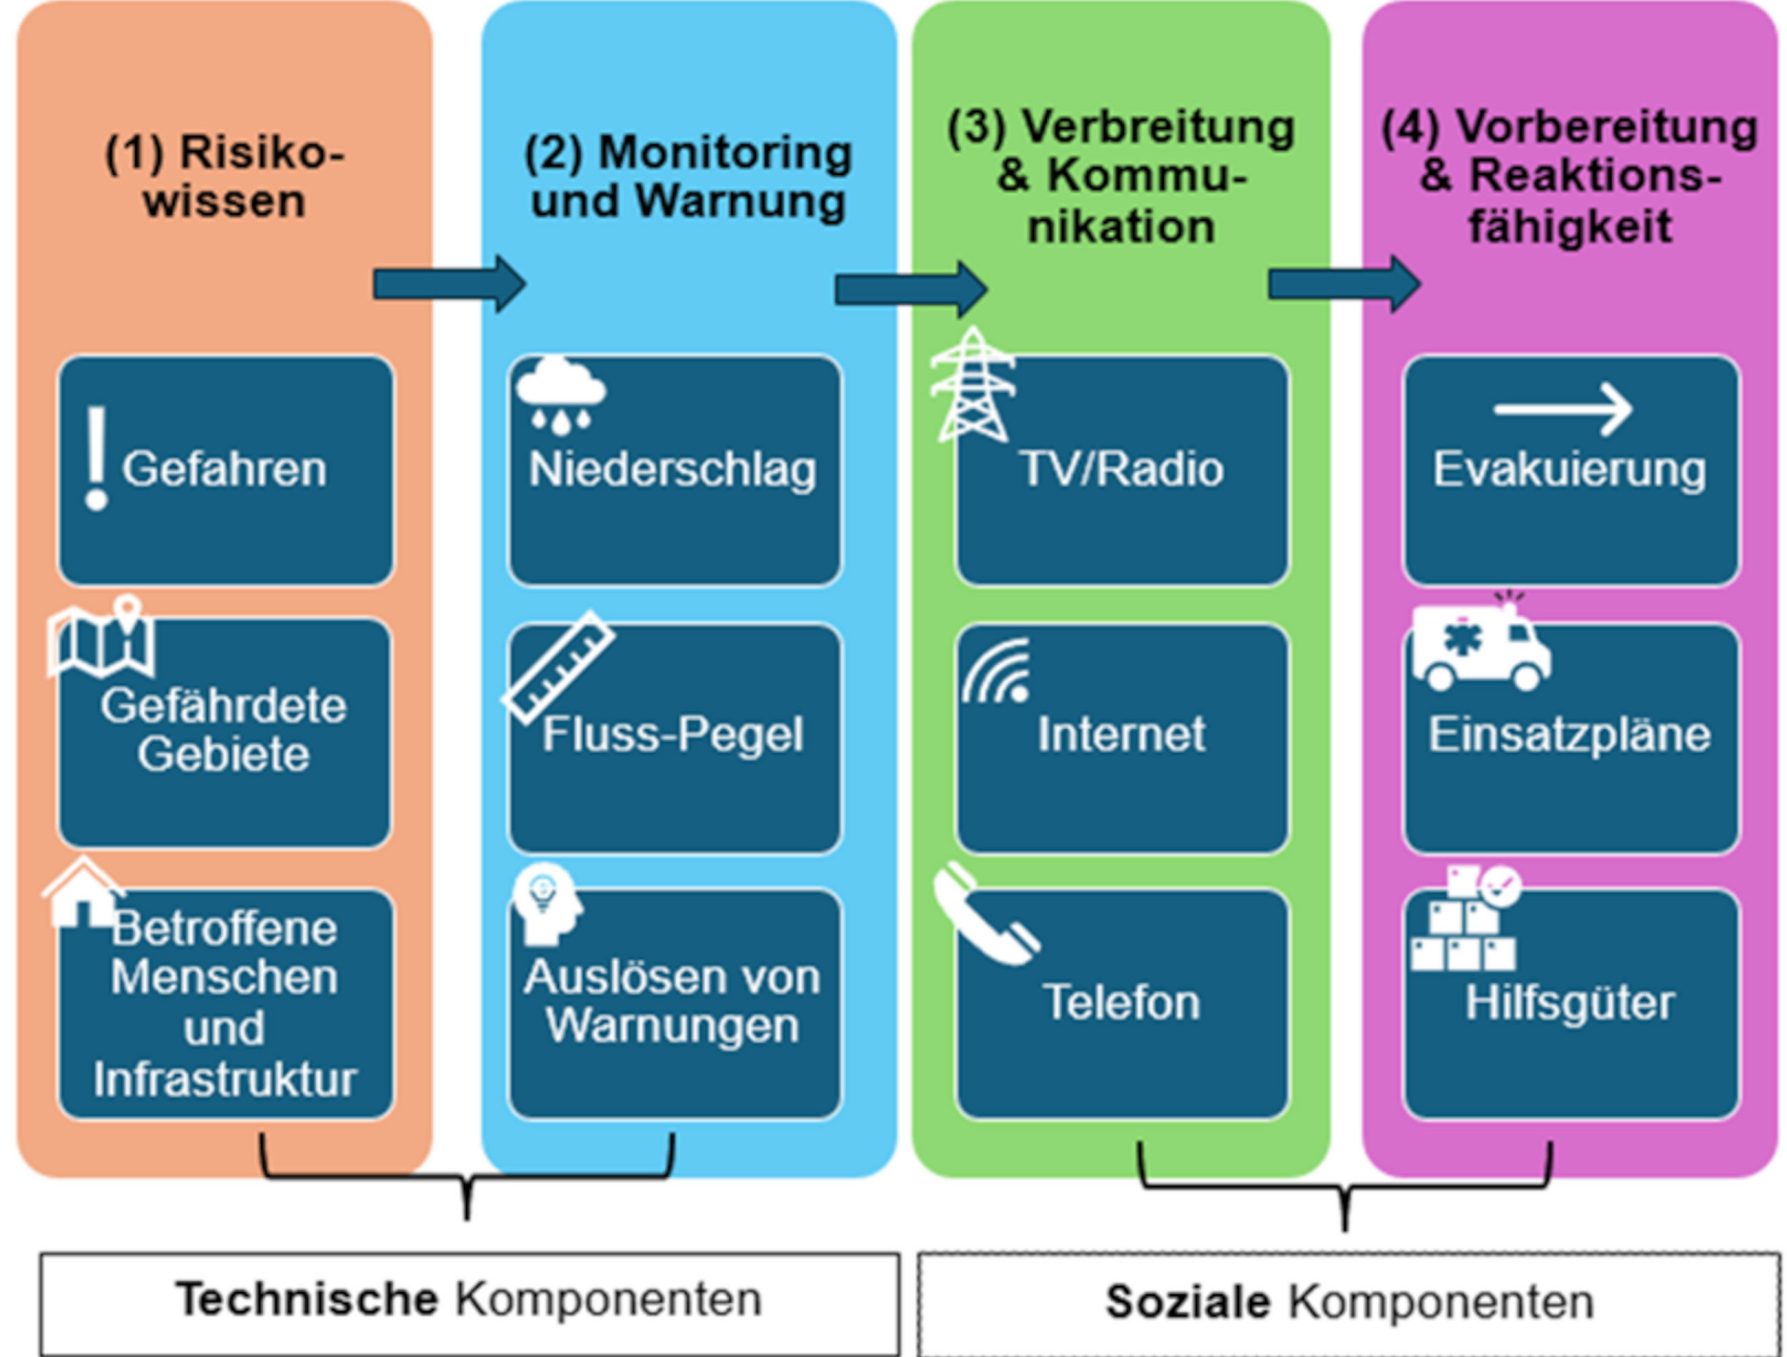 (1) Risiko-
wissen
Gefahren
Gefährdete
Gebiete
Betroffene
Menschen
und
Infrastruktur
(2) Monitoring
und Warnung
Niederschlag
Fluss-Pegel
Auslösen von
Warnungen
(3) Verbreitung
& Kommu-
nikation
TV/Radio
Internet
Telefon
(4) Vorbereitung
& Reaktions-
fähigkeit
Evakuierung
Einsatzpläne
Hilfsgüter
Technische Komponenten
Soziale Komponenten